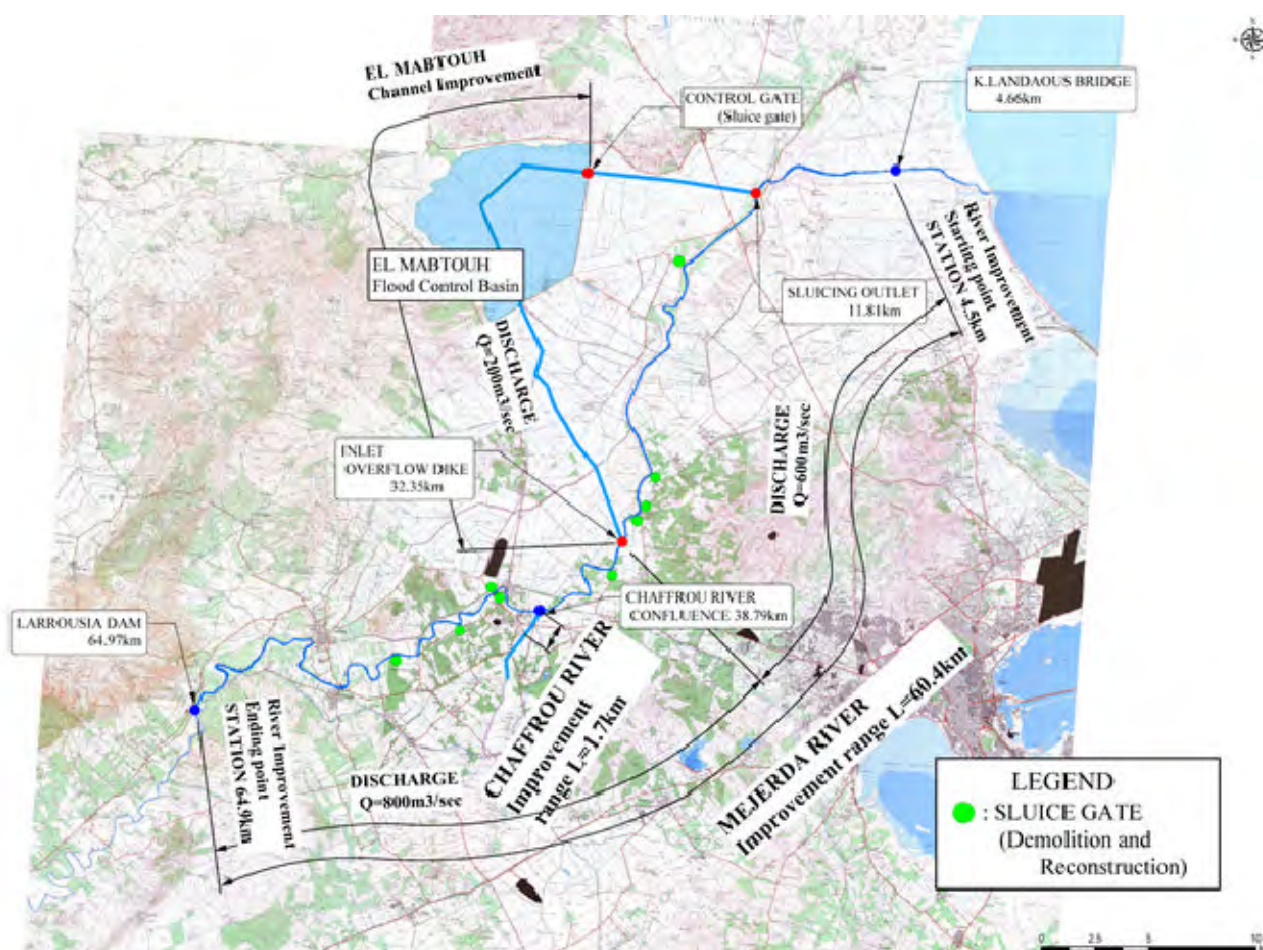 EL MABTOUH
Channel Improvement
CONTROL GATE
(Sluice gate)
K.LANDAOUS BRIDGE
4.66km
EL MABTOUH
Flood Control Basin
SLUICING OUTLET
11.81km
River Improvement
Starting point
STATION 4.5km
DISCHARGE
Q=200m3/sec
INLET
OVERFLOW DIKE
32.35km
DISCHARGE
Q=600m3/sec
CHAFFROU RIVER
CONFLUENCE 38.79km
LARROUSIA DAM
64.97km
River Improvement
Ending point
STATION 64.9km
CHAFFROU RIVER
Improvement
range L=1.7km
DISCHARGE
Q=800m3/sec
MEJERDA RIVER
Improvement range L=60.4km
LEGEND
: SLUICE GATE
(Demolition and
Reconstruction)
0 2.5 5 10